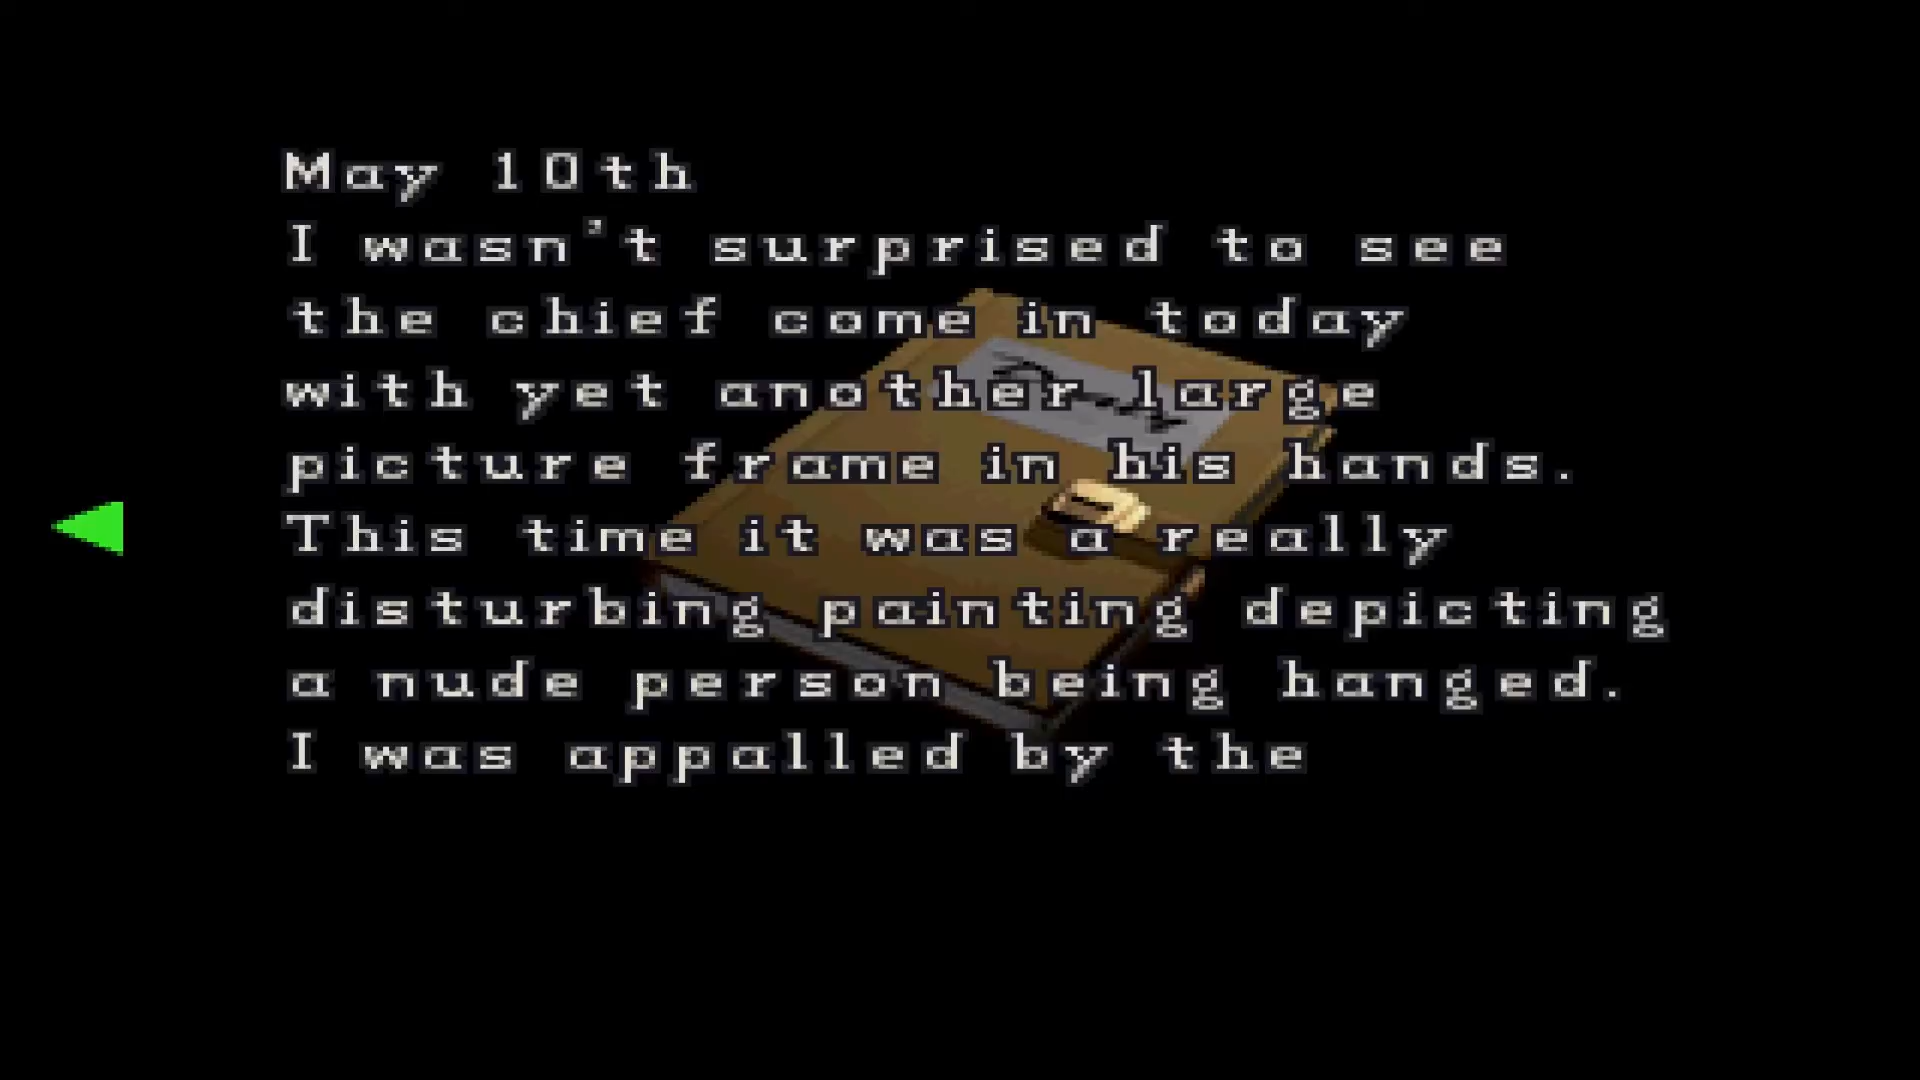 May 10th
I wasn't surprised to see
the chief come in today
with yet another large
picture frame in his hands.
This time it was a really
disturbing painting depicting
a nude person being hanged.
I was appalled by the
Diary